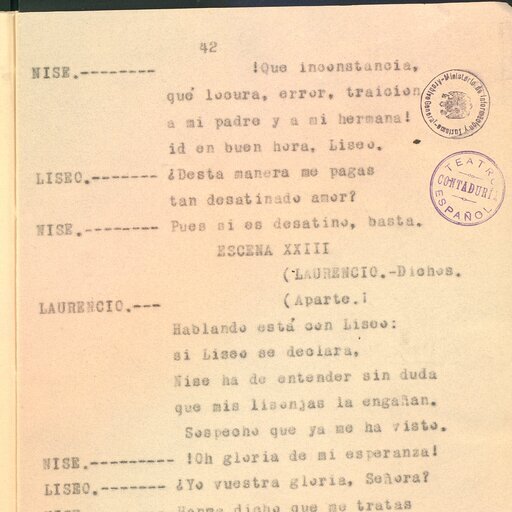 42
NISE.-------- !Que inconstancia,
qué locura, error, traicion
a mi padre y a mi hermana!
id en buen hora, Liseo.
LISEO.------- ¿Desta manera me pagas
tan desatinado amor?
NISE.-------- Pues si es desatino, basta.
ESCENA XXIII
(LAURENCIO.-Dichos.
LAURENCIO.--- (Aparte.!
Hablando está con Liseo:
si Liseo se declara,
Nise ha de entender sin duda
que mis lisonjas la engañan.
Sospecho que ya me ha visto.
NISE.--------- !Oh gloria de mi esperanza!
LISEO.------- ¿Yo vuestra gloria, Señora?
dicho que me tratas
Ministerio de Información y Turismo
TEATRO
CONTADURÍ
ESPAÑOL